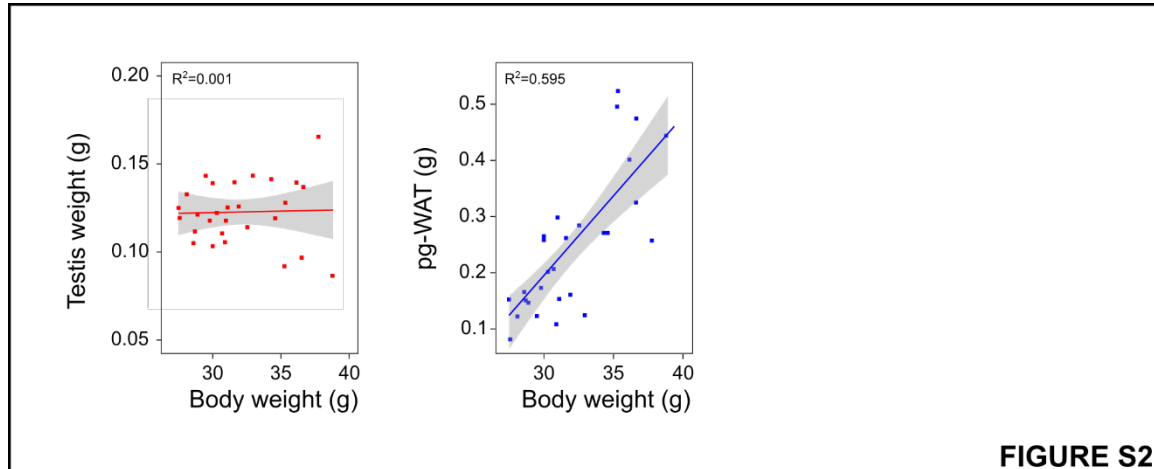 R²=0.001
0.20
0.15
0.10
0.05
Testis weight (g)
30 35 40
Body weight (g)
R²=0.595
0.5
0.4
0.3
0.2
0.1
pg-WAT (g)
30 35 40
Body weight (g)
FIGURE S2